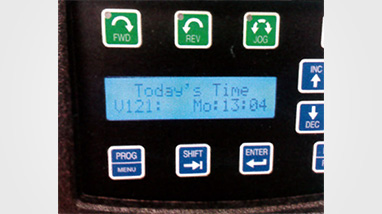 FWD REV JOG
INC
Today's Time
V121: Mo:13:04
DEC
PROG SHIFT ENTER
MENU